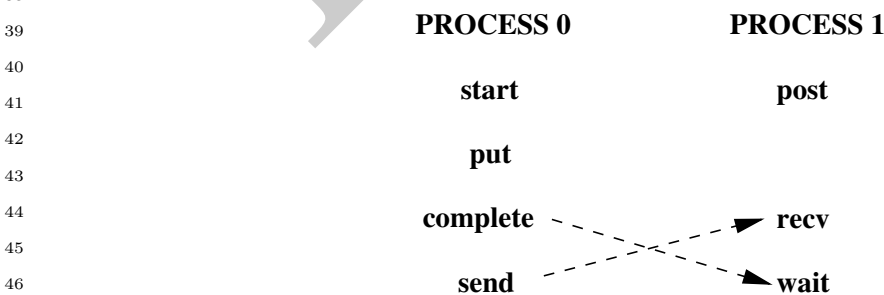 39 PROCESS 0 PROCESS 1
40
41 start post
42
43 put
44 complete recv
45
46 send wait